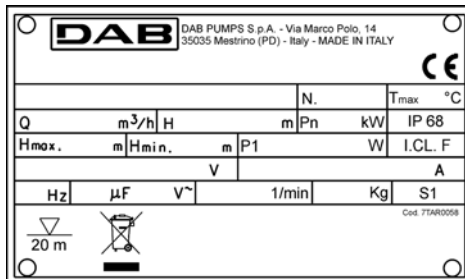 DAB
DAB PUMPS S.p.A. - Via Marco Polo, 14
35035 Mestrino (PD) - Italy - MADE IN ITALY
CE
N. Tmax °C
Q m³/h H m Pn kW IP 68
Hmax. m Hmin. m P1 W I.CL. F
V A
Hz µF V~ 1/min Kg S1
Cod. 7TAR0058
20 m